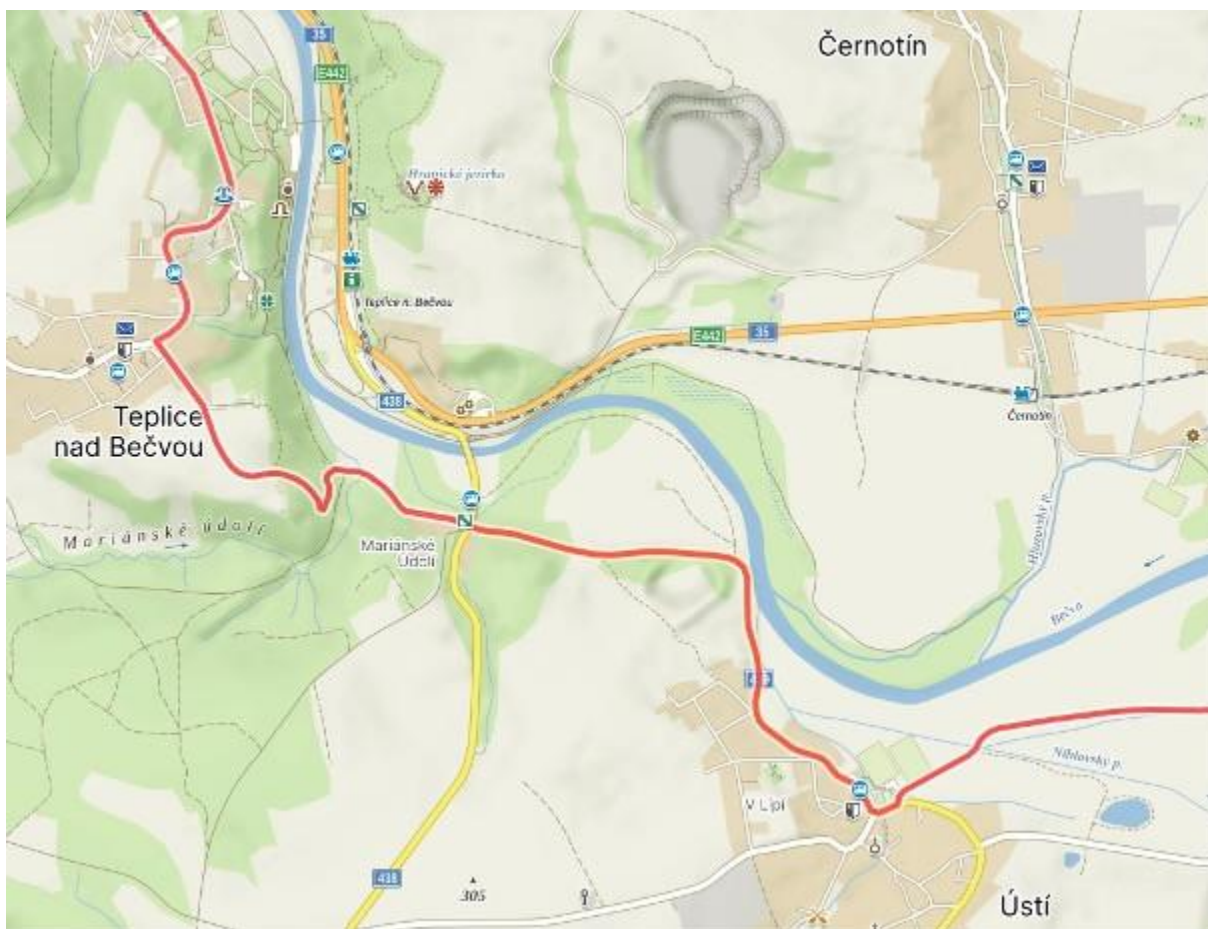 35
E442
Černotín
Hranické jezírko
Teplice n. Bečvou
E442
35
438
Černotín
Teplice
nad Bečvou
Mariánské údolí
Mariánské
Údolí
Bečva
V Lipí
438
305
Ústí